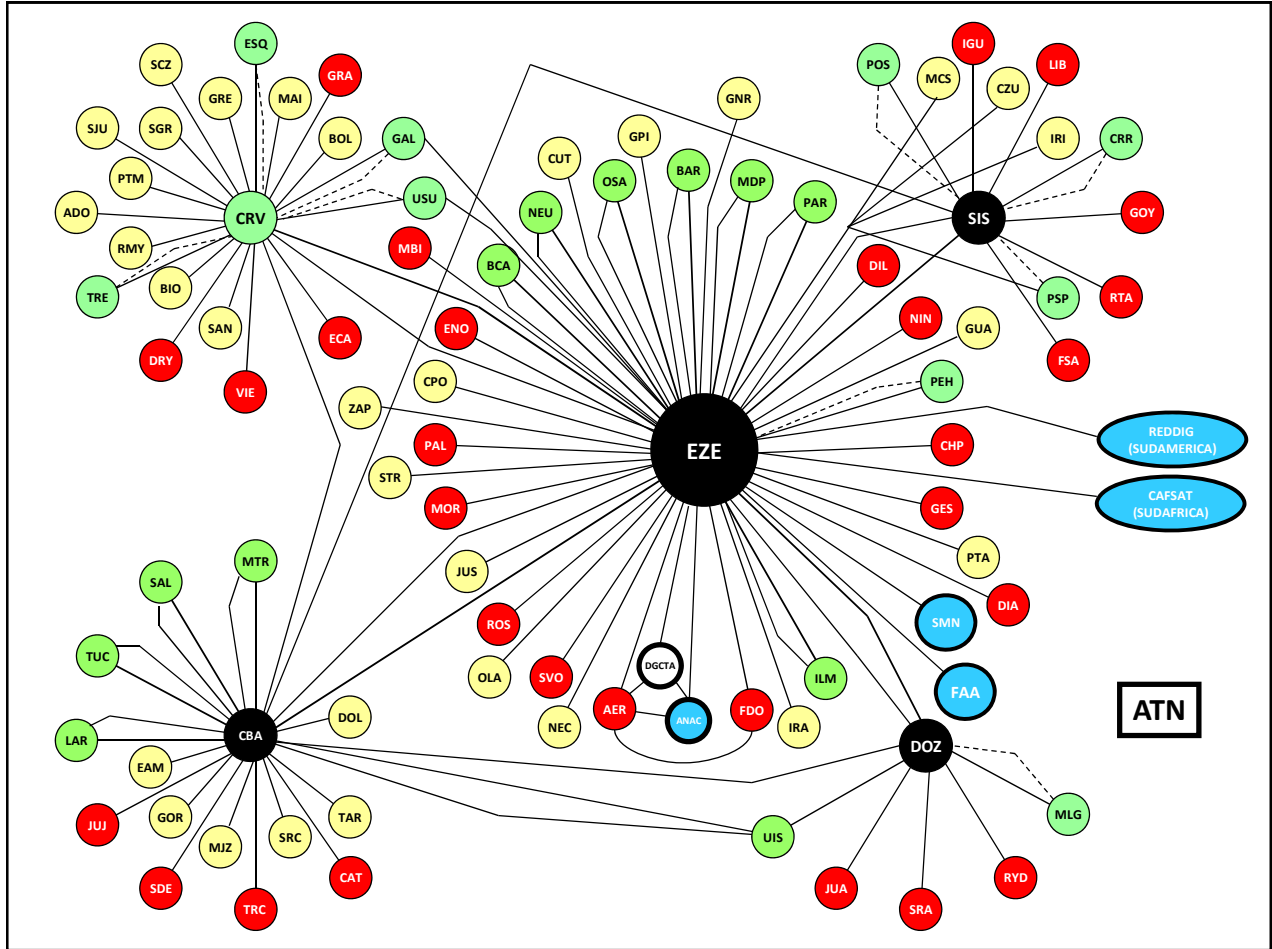 ESQ
SCZ
GRA
GRE
MAI
SJU
SGR
BOL
GAL
PTM
USU
ADO
CRV
RMY
MBI
TRE
BIO
SAN
ECA
DRY
VIE
GNR
GPI
CUT
OSA
BAR
MDP
PAR
NEU
BCA
DIL
ENO
NIN
GUA
CPO
PEH
ZAP
PAL
EZE
CHP
STR
MOR
GES
JUS
PTA
ROS
DIA
SMN
OLA
SVO
DGCTA
ILM
FAA
NEC
AER
ANAC
FDO
IRA
IGU
POS
MCS
CZU
LIB
IRI
CRR
SIS
GOY
PSP
RTA
FSA
REDDIG
(SUDAMERICA)
CAFSAT
(SUDAFRICA)
ATN
MTR
SAL
TUC
LAR
CBA
DOL
EAM
JUJ
GOR
MJZ
SRC
TAR
SDE
CAT
TRC
DOZ
UIS
MLG
JUA
SRA
RYD